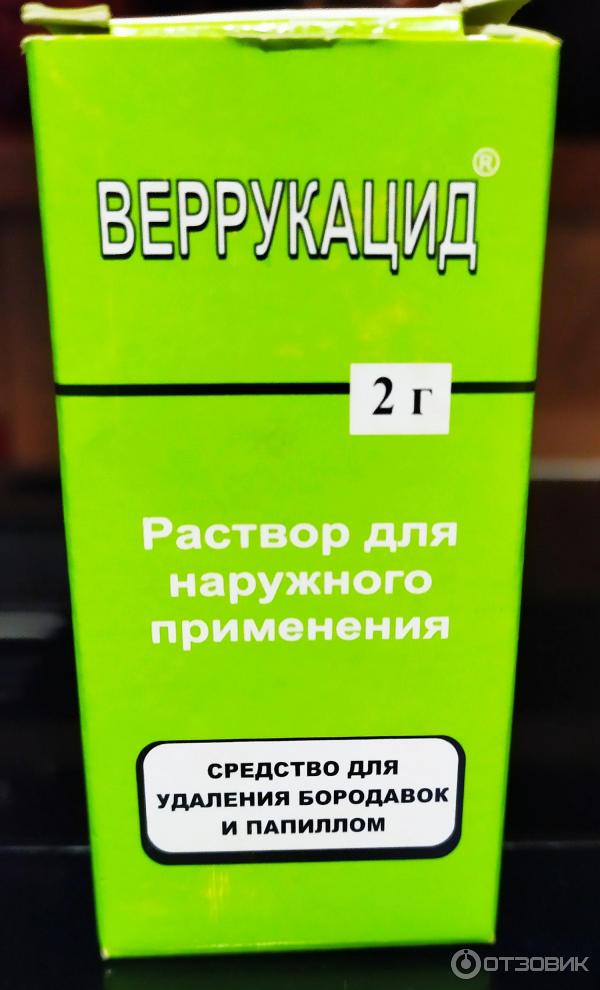 ВЕРРУКАЦИД®
2 г
Раствор для
наружного
применения
СРЕДСТВО ДЛЯ
УДАЛЕНИЯ БОРОДАВОК
И ПАПИЛЛОМ
ОТЗОВИК